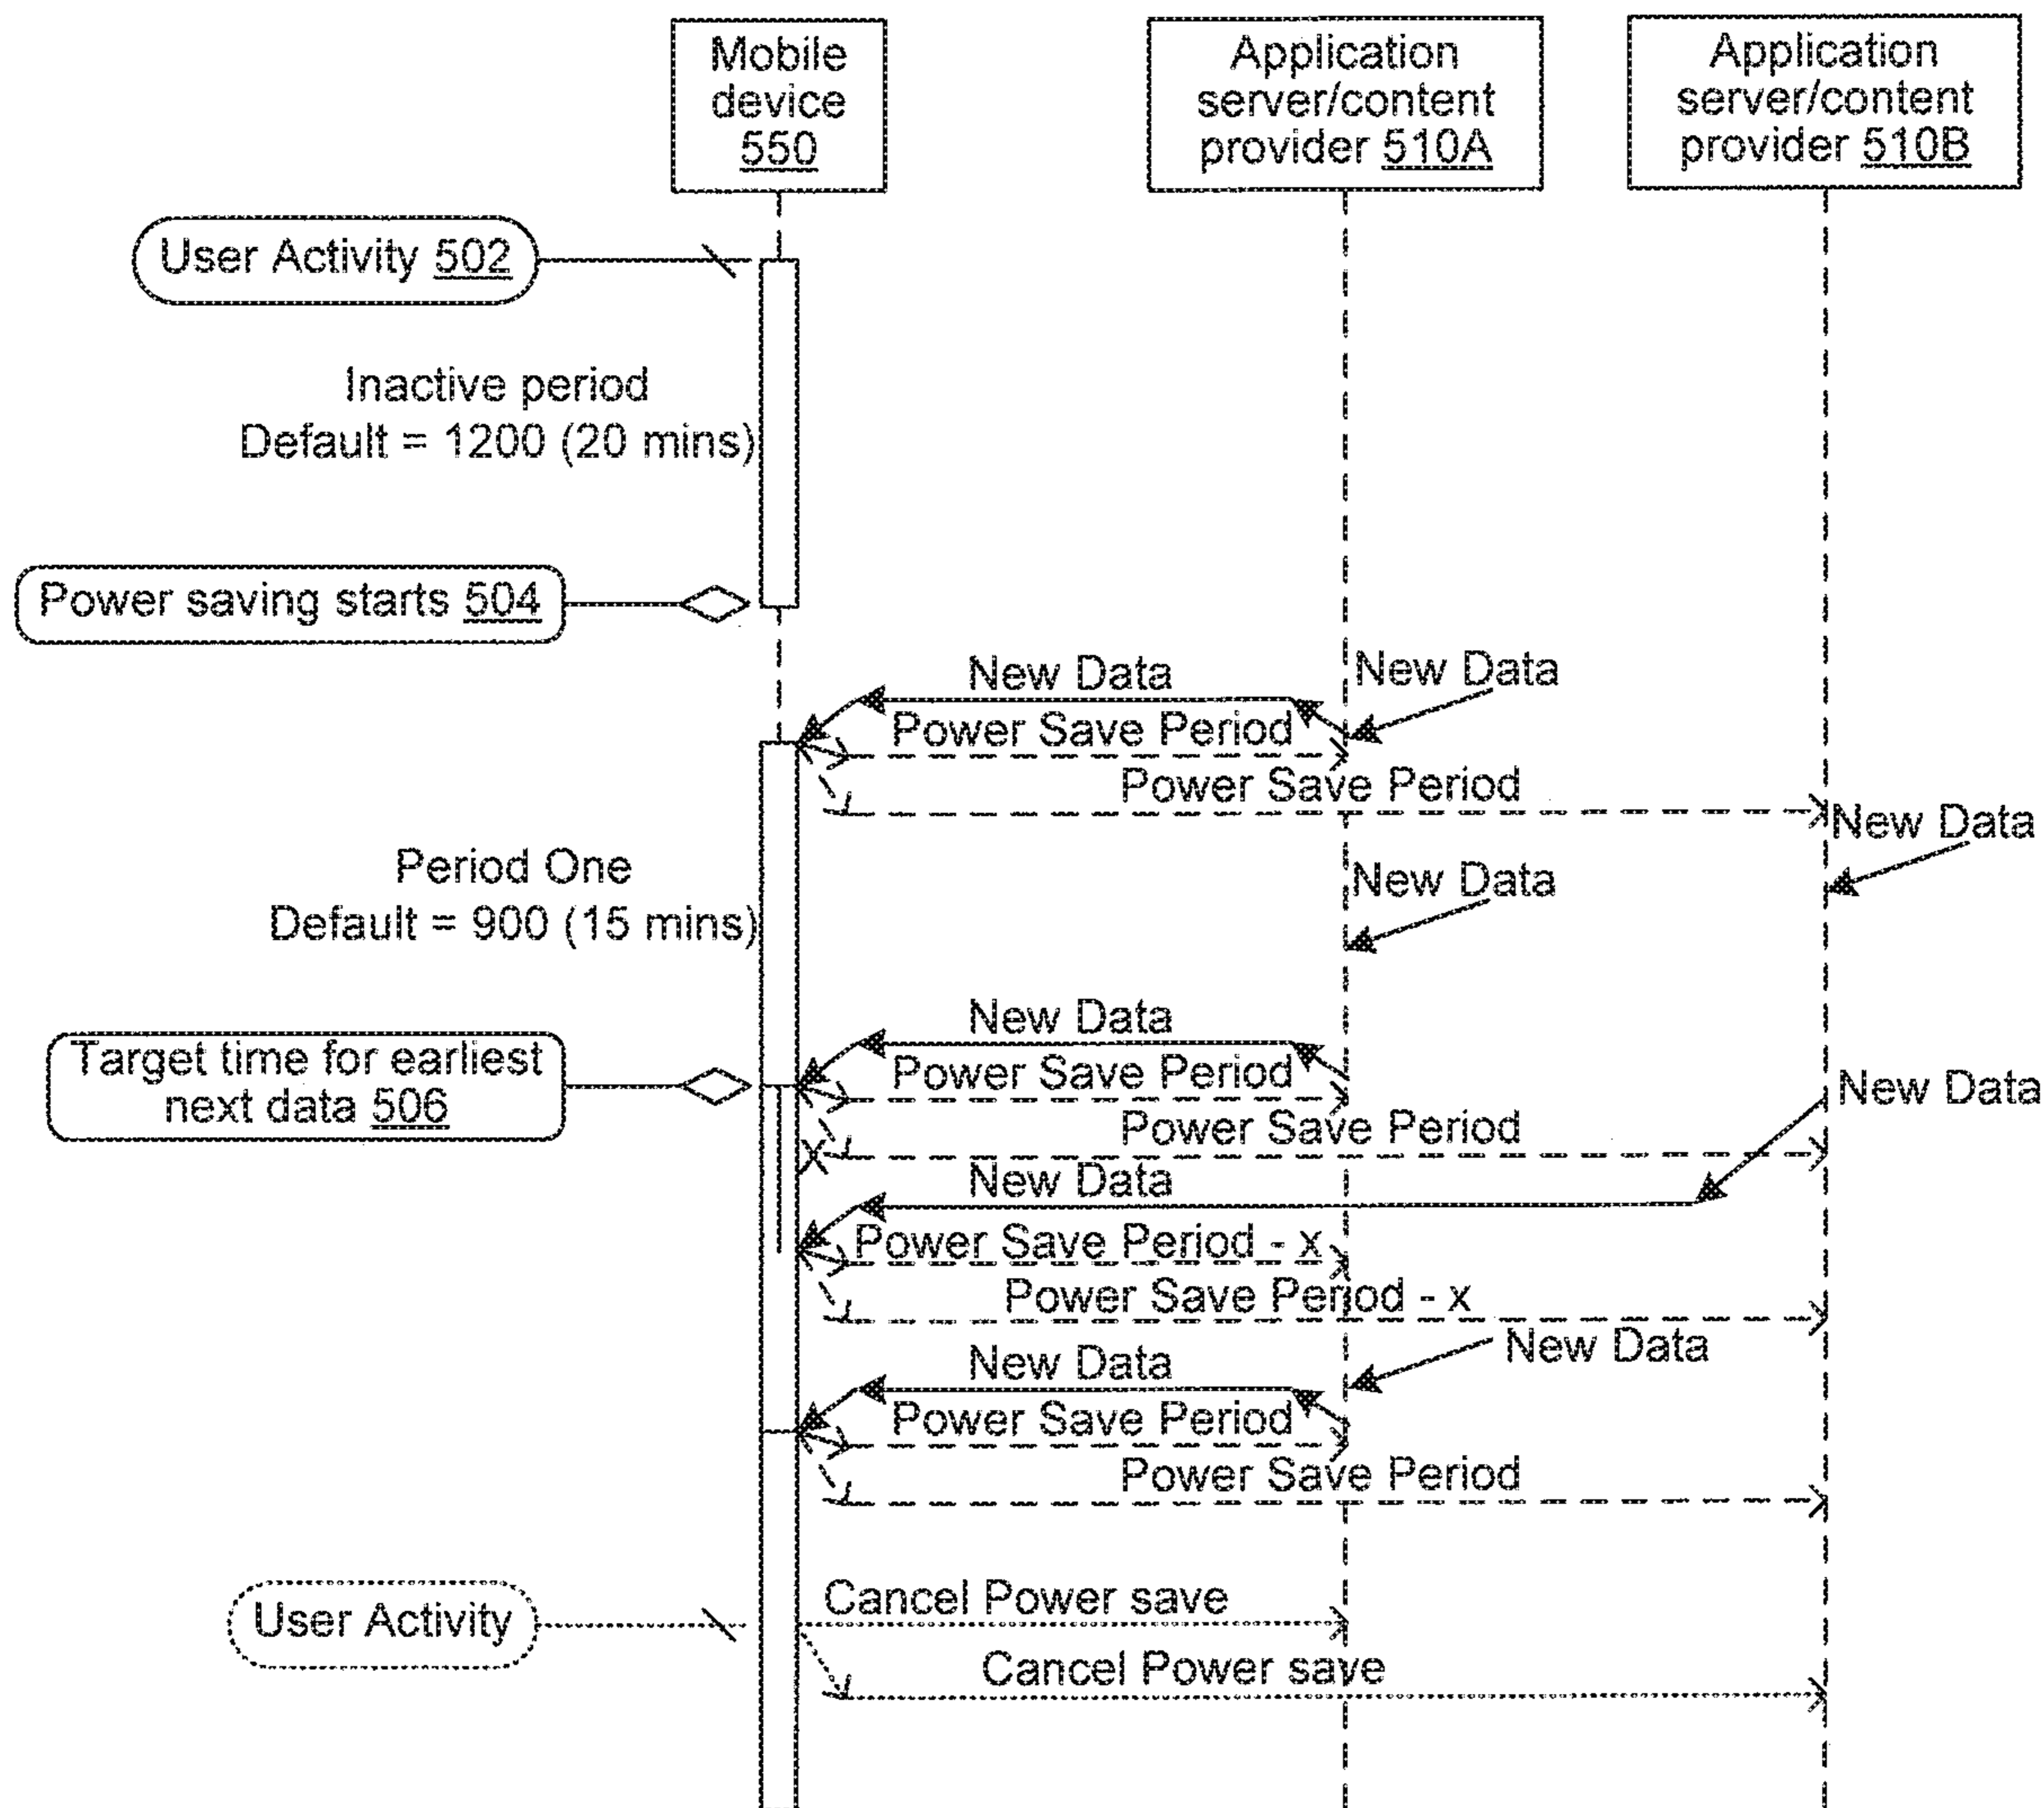 Mobile
device
550
Application
server/content
provider 510A
Application
server/content
provider 510B
User Activity 502
Inactive period
Default = 1200 (20 mins)
Power saving starts 504
New Data
New Data
Power Save Period
Power Save Period
New Data
Period One
Default = 900 (15 mins)
New Data
New Data
Target time for earliest
next data 506
Power Save Period
New Data
Power Save Period
X
New Data
Power Save Period - x
Power Save Period - x
New Data
New Data
Power Save Period
Power Save Period
User Activity
Cancel Power save
Cancel Power save